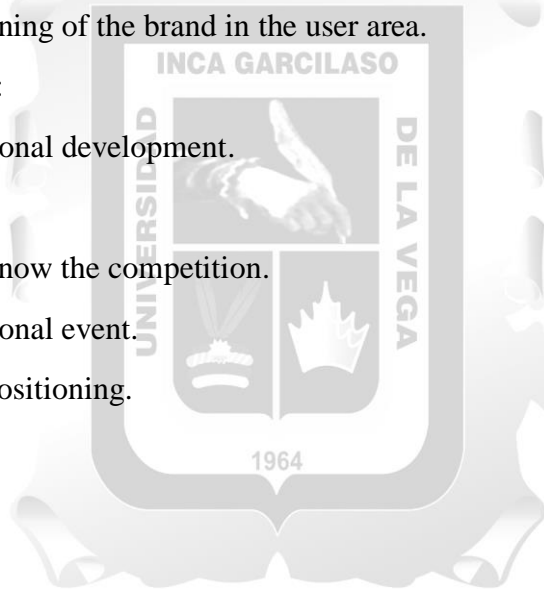 ning of the brand in the user area.
INCA GARCILASO
:
onal development.
UNIVERSIDAD
DE LA VEGA
now the competition.
onal event.
ositioning.
1964